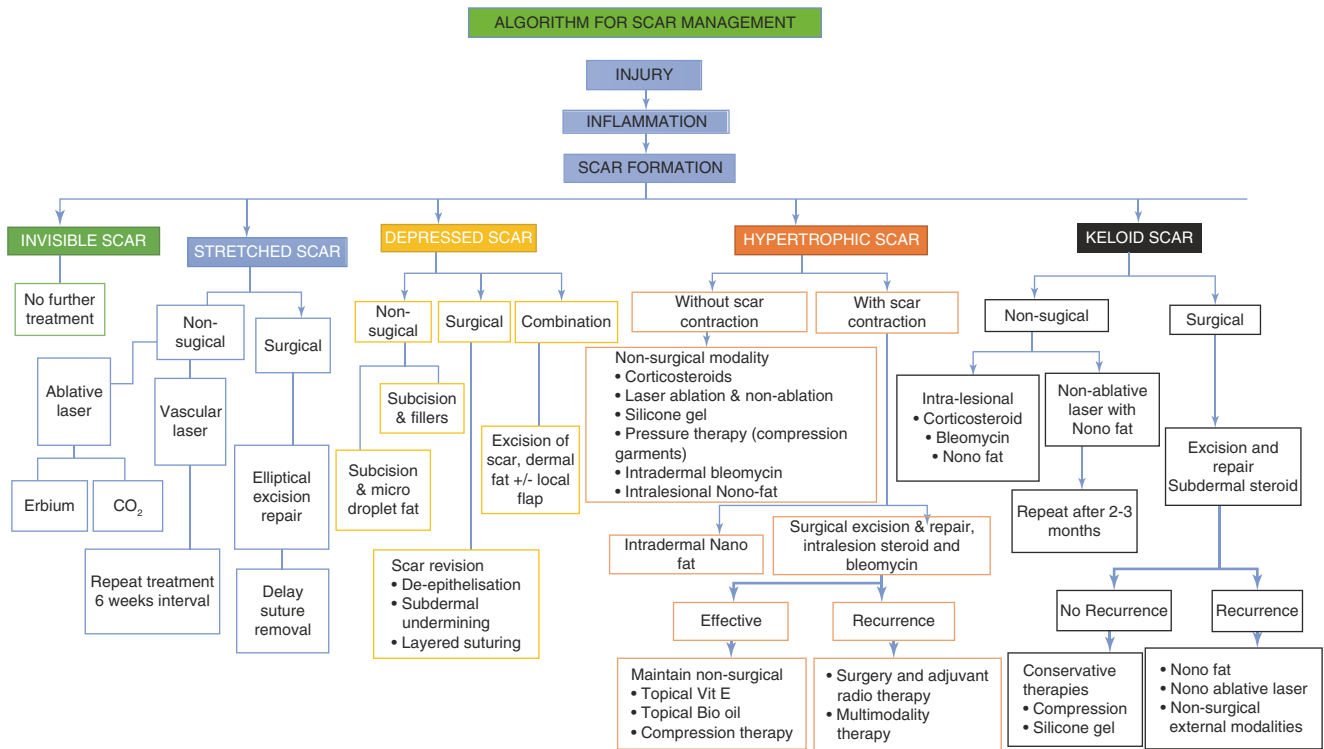 ALGORITHM FOR SCAR MANAGEMENT
INJURY
INFLAMMATION
SCAR FORMATION
INVISIBLE SCAR
No further
treatment
STRETCHED SCAR
Non-
sugical
Surgical
Ablative
laser
Vascular
laser
Erbium
CO2
Repeat treatment
6 weeks interval
Elliptical
excision
repair
Delay
suture
removal
DEPRESSED SCAR
Non-
sugical
Surgical
Combination
Subcision
& fillers
Subcision
& micro
droplet fat
Excision of
scar, dermal
fat +/- local
flap
Scar revision
• De-epithelisation
• Subdermal
undermining
• Layered suturing
HYPERTROPHIC SCAR
Without scar
contraction
With scar
contraction
Non-surgical modality
• Corticosteroids
• Laser ablation & non-ablation
• Silicone gel
• Pressure therapy (compression
garments)
• Intradermal bleomycin
• Intralesional Nono-fat
Intradermal Nano
fat
Surgical excision & repair,
intralesion steroid and
bleomycin
Effective
Recurrence
Maintain non-surgical
• Topical Vit E
• Topical Bio oil
• Compression therapy
• Surgery and adjuvant
radio therapy
• Multimodality
therapy
KELOID SCAR
Non-sugical
Surgical
Intra-lesional
• Corticosteroid
• Bleomycin
• Nono fat
Non-ablative
laser with
Nono fat
Repeat after 2-3
months
Excision and
repair
Subdermal steroid
No Recurrence
Recurrence
Conservative
therapies
• Compression
• Silicone gel
• Nono fat
• Nono ablative laser
• Non-surgical
external modalities